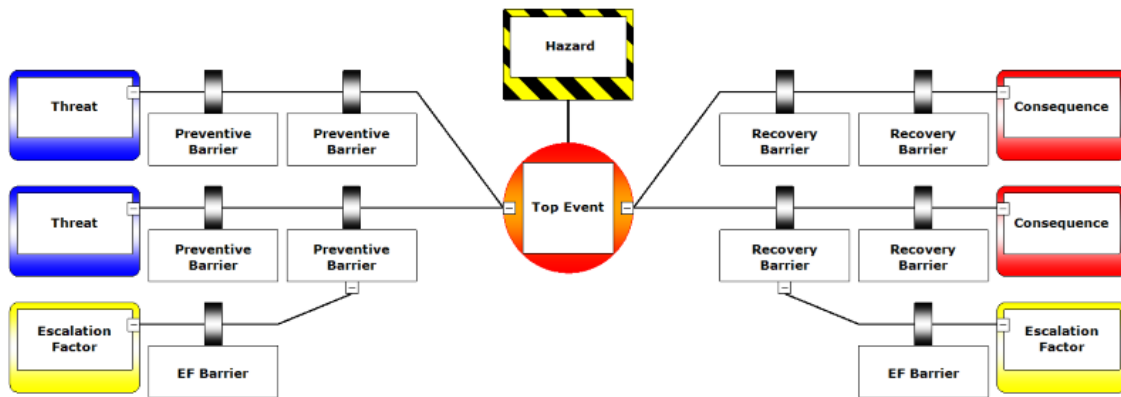 Hazard
Threat
Consequence
Preventive
Barrier
Preventive
Barrier
Recovery
Barrier
Recovery
Barrier
Threat
Top Event
Consequence
Preventive
Barrier
Preventive
Barrier
Recovery
Barrier
Recovery
Barrier
Escalation
Factor
Escalation
Factor
EF Barrier
EF Barrier